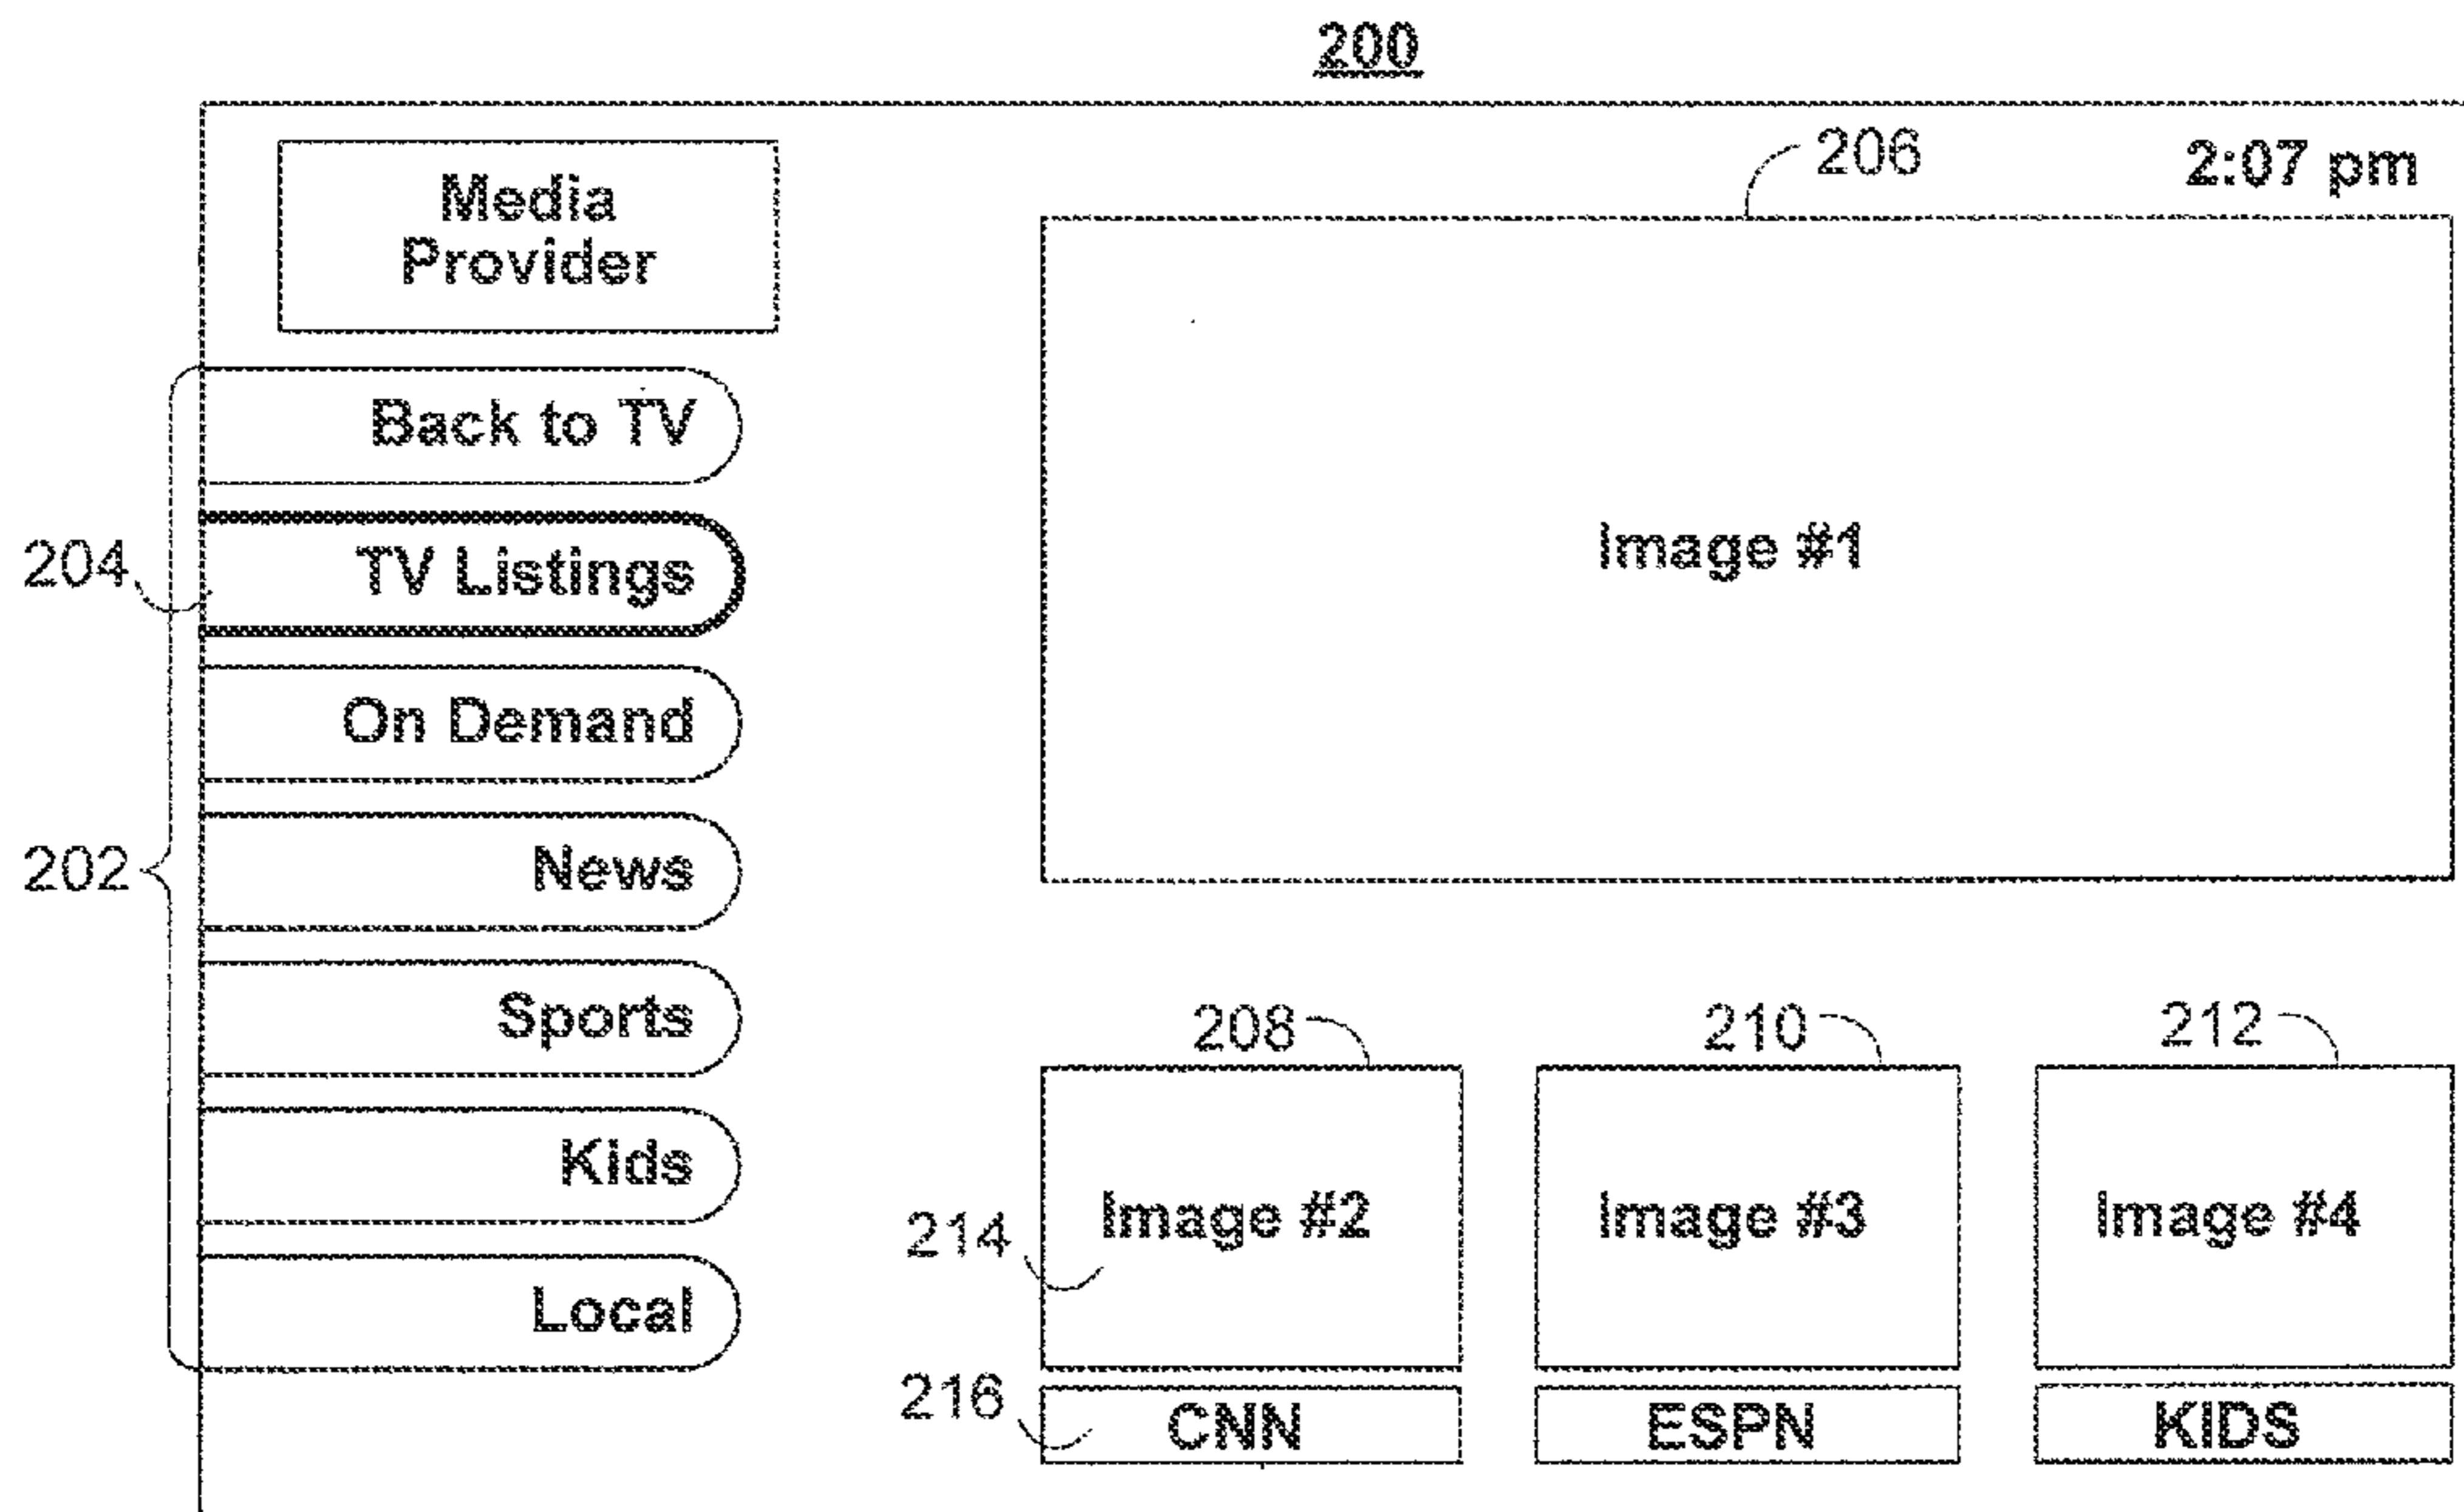 200
206
2:07 pm
Media
Provider
Image #1
Back to TV
204
TV Listings
On Demand
202
News
Sports
Kids
Local
208
210
212
Image #2
Image #3
Image #4
214
216
CNN
ESPN
KIDS